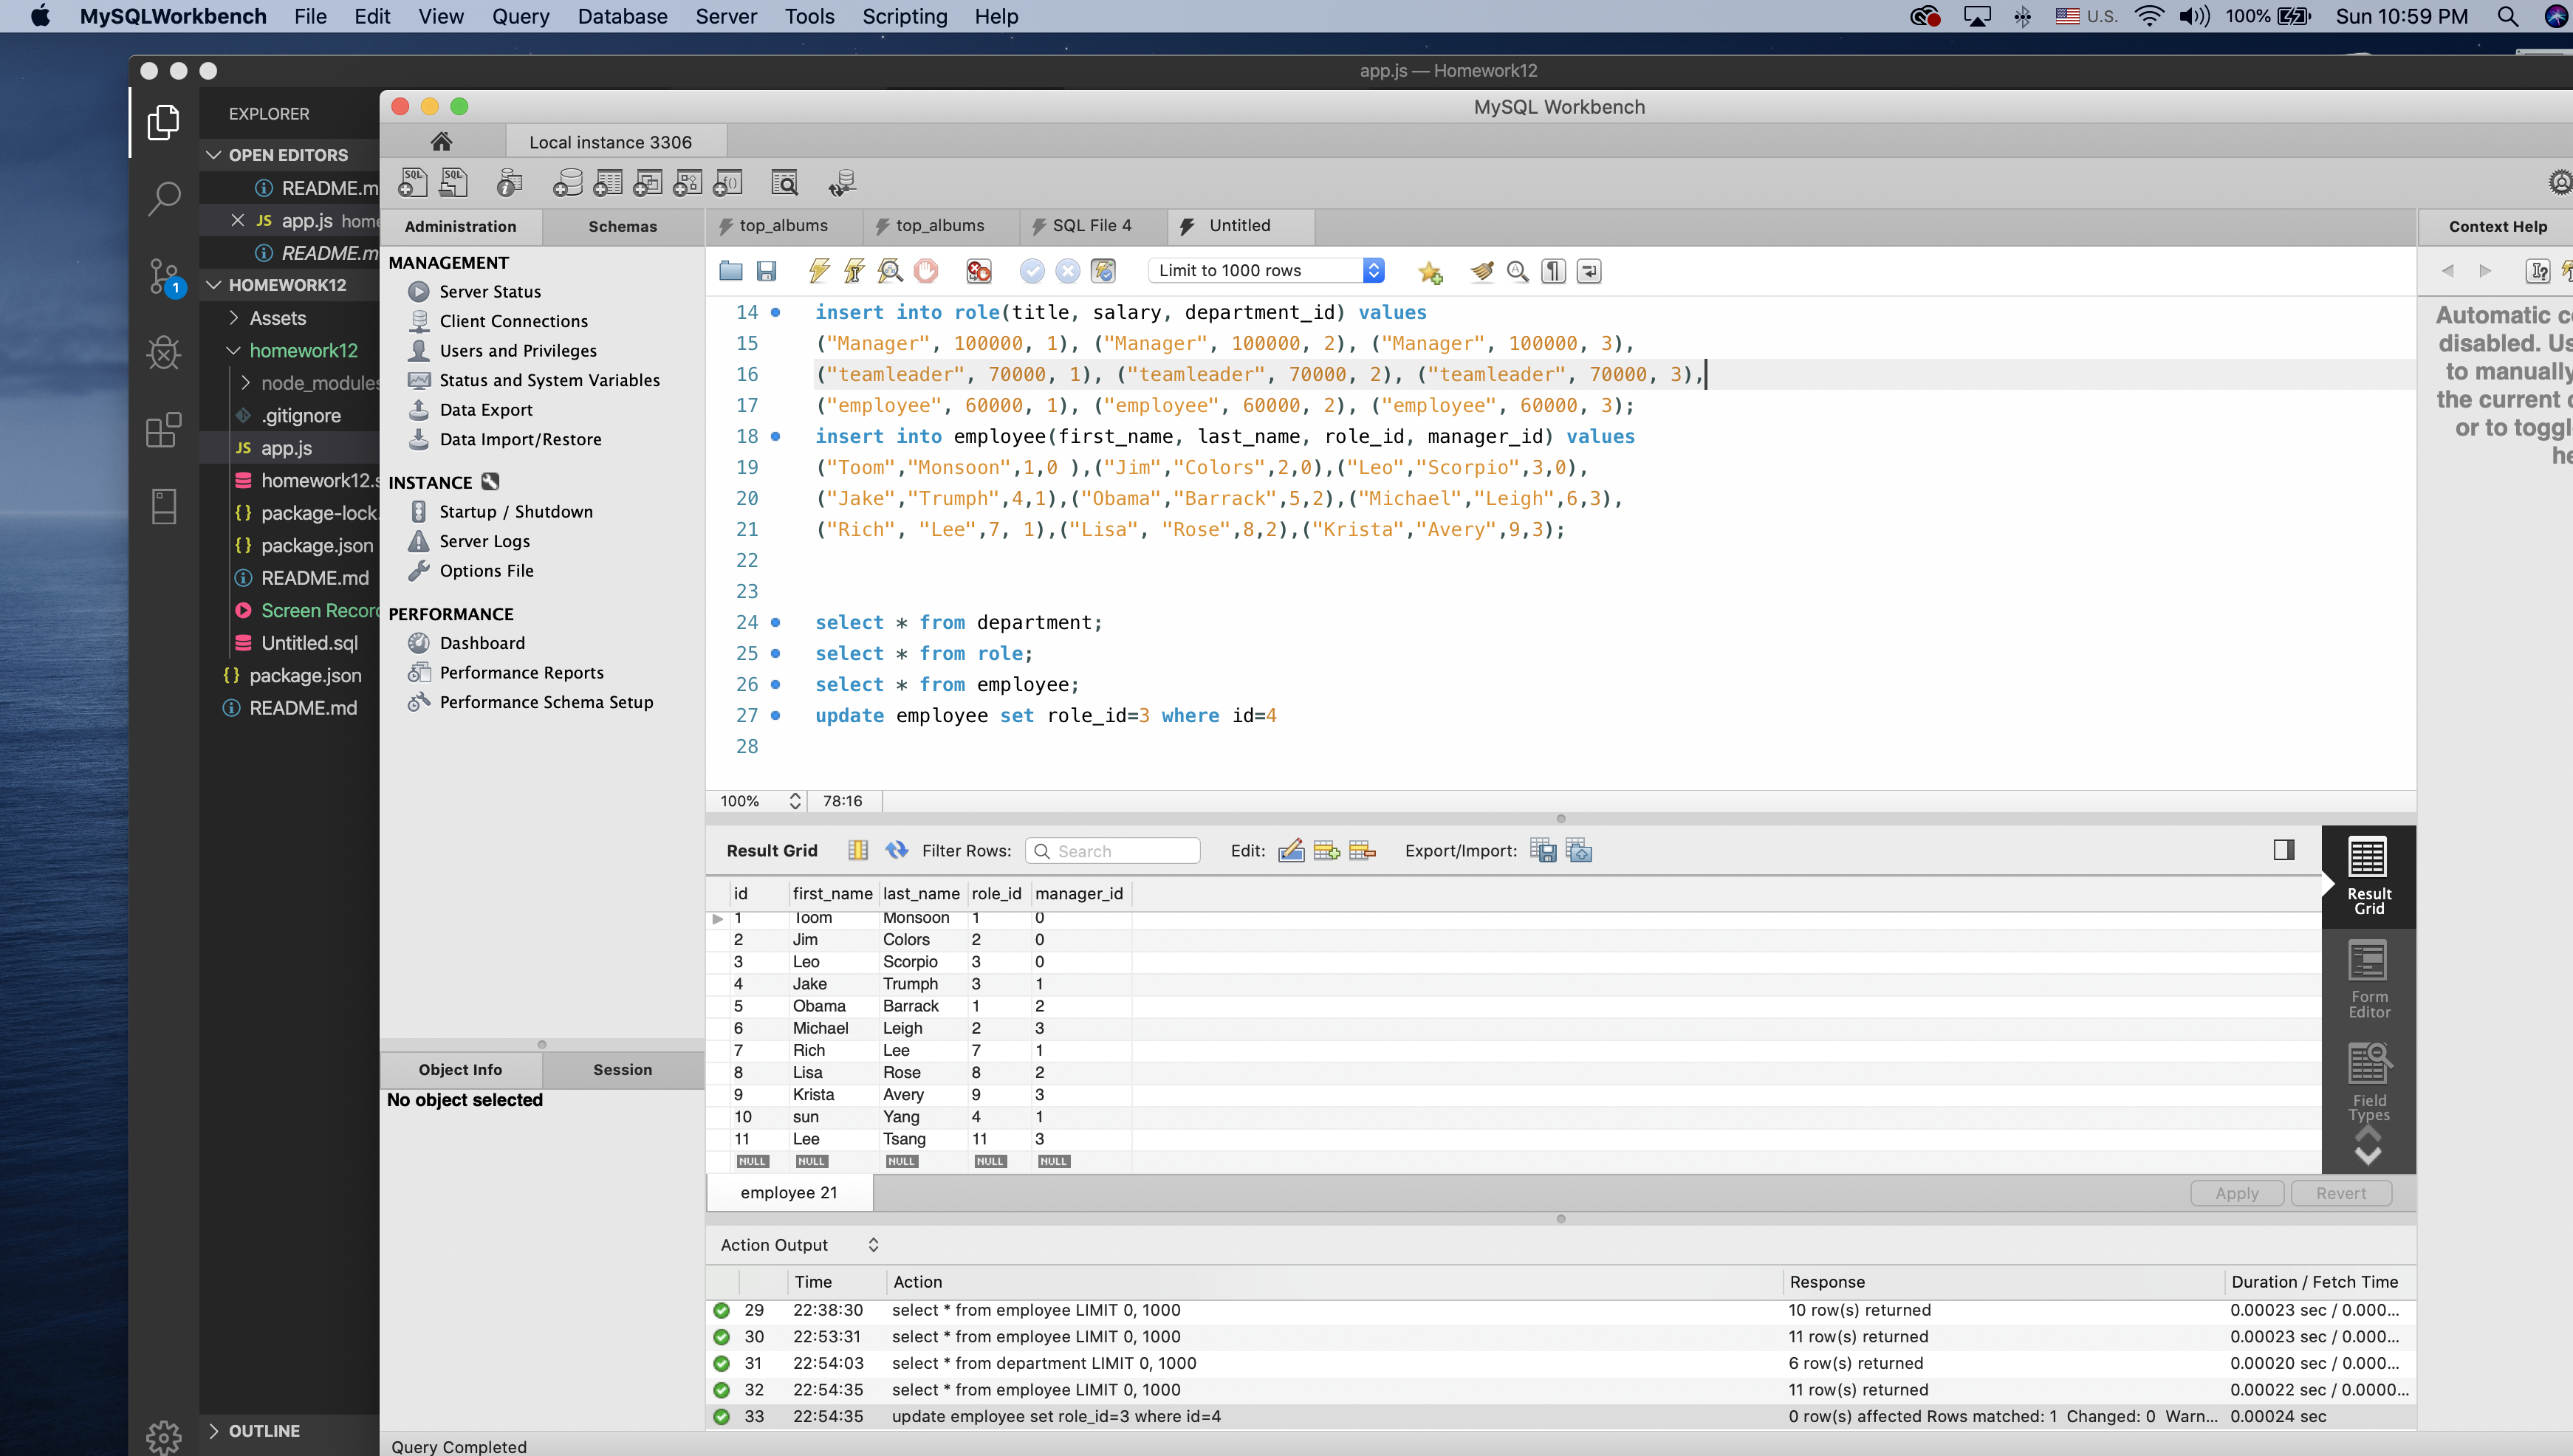 MySQLWorkbench File Edit View Query Database Server Tools Scripting Help U.S. 100% Sun 10:59 PM
app.js — Homework12
EXPLORER
OPEN EDITORS
README.m
JS app.js home
README.m
HOMEWORK12
Assets
homework12
node_modules
.gitignore
JS app.js
homework12.s
{} package-lock.
{} package.json
README.md
Screen Record
Untitled.sql
{} package.json
README.md
OUTLINE
1
MySQL Workbench
Local instance 3306
SQL SQL
Administration Schemas
MANAGEMENT
Server Status
Client Connections
Users and Privileges
Status and System Variables
Data Export
Data Import/Restore
INSTANCE
Startup / Shutdown
Server Logs
Options File
PERFORMANCE
Dashboard
Performance Reports
Performance Schema Setup
Object Info Session
No object selected
top_albums top_albums SQL File 4 Untitled
Limit to 1000 rows
14 insert into role(title, salary, department_id) values
15 ("Manager", 100000, 1), ("Manager", 100000, 2), ("Manager", 100000, 3),
16 ("teamleader", 70000, 1), ("teamleader", 70000, 2), ("teamleader", 70000, 3),
17 ("employee", 60000, 1), ("employee", 60000, 2), ("employee", 60000, 3);
18 insert into employee(first_name, last_name, role_id, manager_id) values
19 ("Toom","Monsoon",1,0 ),("Jim","Colors",2,0),("Leo","Scorpio",3,0),
20 ("Jake","Trumph",4,1),("Obama","Barrack",5,2),("Michael","Leigh",6,3),
21 ("Rich", "Lee",7, 1),("Lisa", "Rose",8,2),("Krista","Avery",9,3);
22
23
24 select * from department;
25 select * from role;
26 select * from employee;
27 update employee set role_id=3 where id=4
28
100% 78:16
Context Help
Automatic co
disabled. Us
to manually
the current c
or to toggle
he
Result Grid Filter Rows: Search Edit: Export/Import:
id first_name last_name role_id manager_id
1 Toom Monsoon 1 0
2 Jim Colors 2 0
3 Leo Scorpio 3 0
4 Jake Trumph 3 1
5 Obama Barrack 1 2
6 Michael Leigh 2 3
7 Rich Lee 7 1
8 Lisa Rose 8 2
9 Krista Avery 9 3
10 sun Yang 4 1
11 Lee Tsang 11 3
NULL NULL NULL NULL NULL
Result
Grid
Form
Editor
Field
Types
employee 21 Apply Revert
Action Output
Time Action Response Duration / Fetch Time
29 22:38:30 select * from employee LIMIT 0, 1000 10 row(s) returned 0.00023 sec / 0.000...
30 22:53:31 select * from employee LIMIT 0, 1000 11 row(s) returned 0.00023 sec / 0.000...
31 22:54:03 select * from department LIMIT 0, 1000 6 row(s) returned 0.00020 sec / 0.000...
32 22:54:35 select * from employee LIMIT 0, 1000 11 row(s) returned 0.00022 sec / 0.0000...
33 22:54:35 update employee set role_id=3 where id=4 0 row(s) affected Rows matched: 1 Changed: 0 Warn... 0.00024 sec
Query Completed